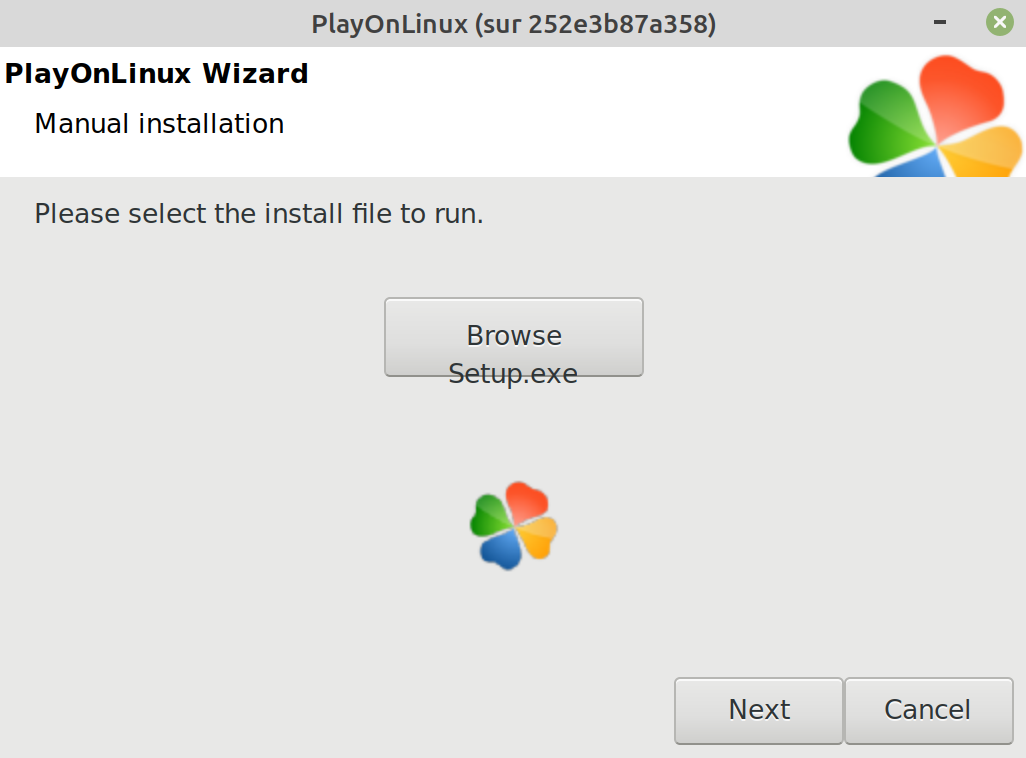 PlayOnLinux (sur 252e3b87a358)
PlayOnLinux Wizard
Manual installation
Please select the install file to run.
Browse
Setup.exe
Next
Cancel